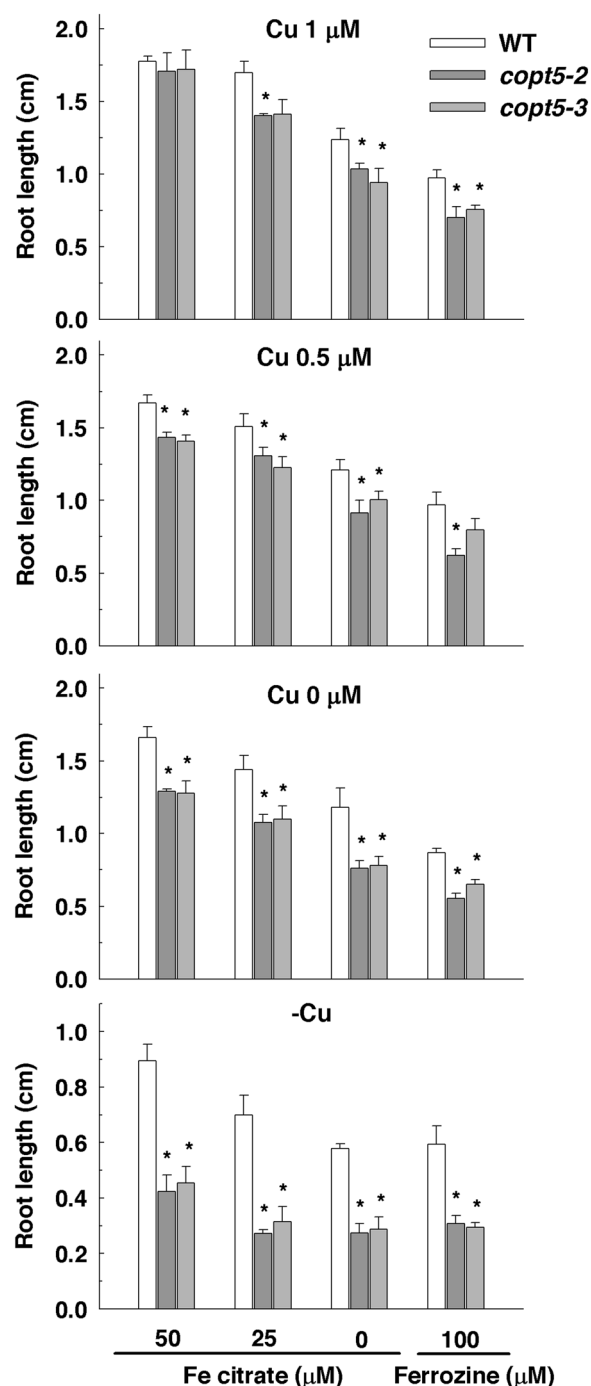 Cu 1 µM
WT
copt5-2
copt5-3
Root length (cm)
2.0
1.5
1.0
0.5
0.0
*
* *
* *
Cu 0.5 µM
Root length (cm)
2.0
1.5
1.0
0.5
0.0
* *
* *
* *
*
Cu 0 µM
Root length (cm)
2.0
1.5
1.0
0.5
0.0
* *
* *
* *
* *
-Cu
Root length (cm)
1.0
0.8
0.6
0.4
0.2
0.0
* *
* *
* *
* *
50 25 0 100
Fe citrate (µM) Ferrozine (µM)